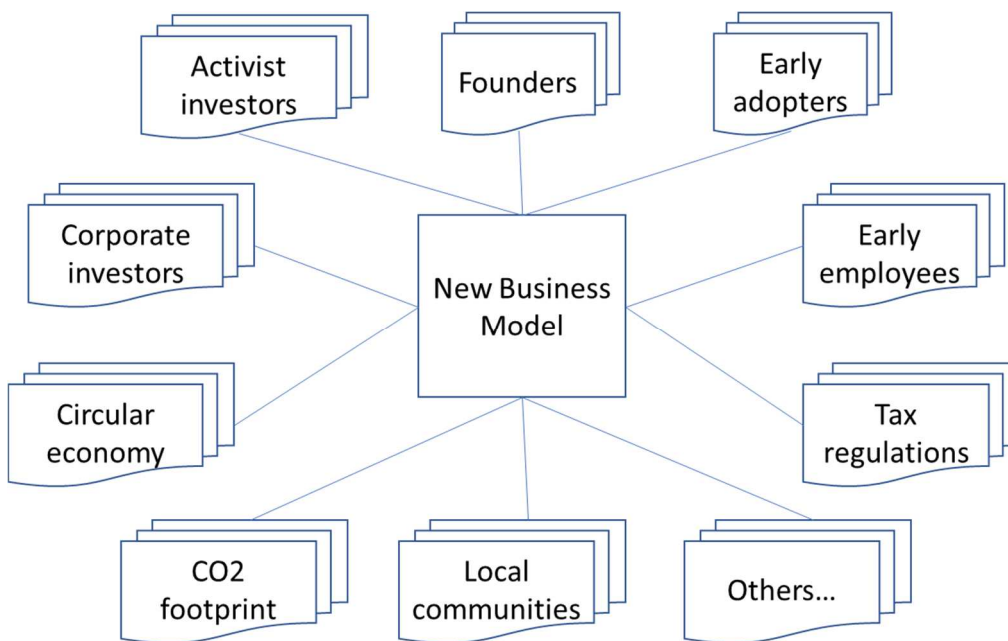 Activist
investors
Founders
Early
adopters
Corporate
investors
New Business
Model
Early
employees
Circular
economy
Tax
regulations
CO2
footprint
Local
communities
Others...